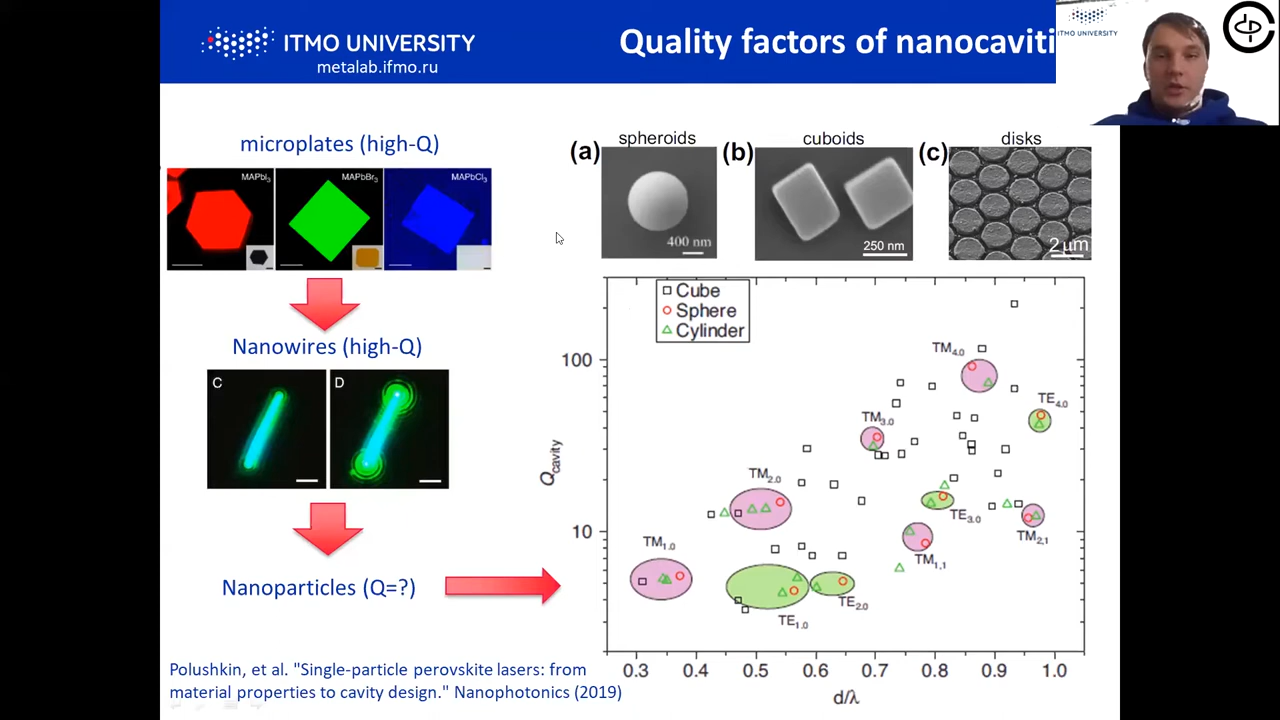 ITMO UNIVERSITY
metalab.ifmo.ru
Quality factors of nanocaviti
ITMO UNIVERSITY
microplates (high-Q)
MAPbI3
MAPbBr3
MAPbCl3
Nanowires (high-Q)
C
D
Nanoparticles (Q=?)
Polushkin, et al. "Single-particle perovskite lasers: from
material properties to cavity design." Nanophotonics (2019)
(a)
spheroids
400 nm
(b)
cuboids
250 nm
(c)
disks
2 µm
Cube
Sphere
Cylinder
100
10
Qcavity
TM4.0
TE4.0
TM3.0
TM2.0
TE3.0
TM2,1
TM1.0
TM1,1
TE2.0
TE1.0
0.3 0.4 0.5 0.6 0.7 0.8 0.9 1.0
d/λ